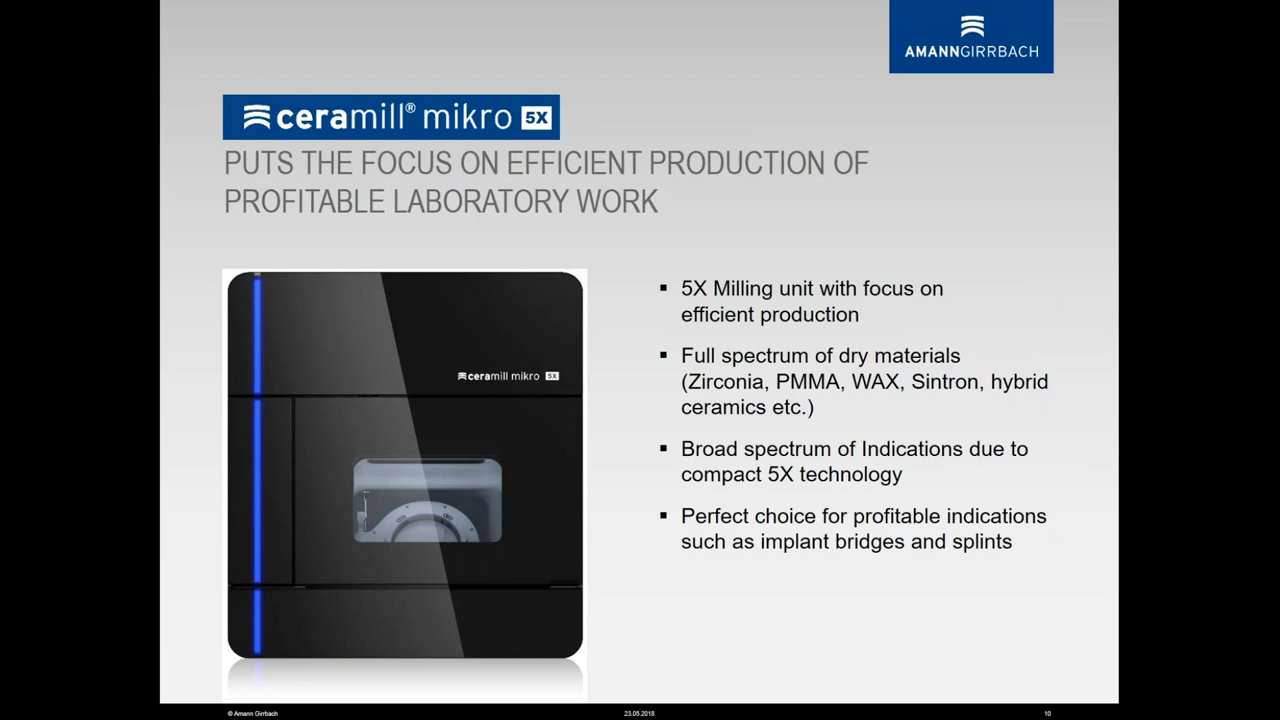 AMANNGIRRBACH
ceramill® mikro 5X
PUTS THE FOCUS ON EFFICIENT PRODUCTION OF
PROFITABLE LABORATORY WORK
ceramill mikro 5X
▪ 5X Milling unit with focus on
efficient production
▪ Full spectrum of dry materials
(Zirconia, PMMA, WAX, Sintron, hybrid
ceramics etc.)
▪ Broad spectrum of Indications due to
compact 5X technology
▪ Perfect choice for profitable indications
such as implant bridges and splints
© Amann Girrbach 23.05.2018 10